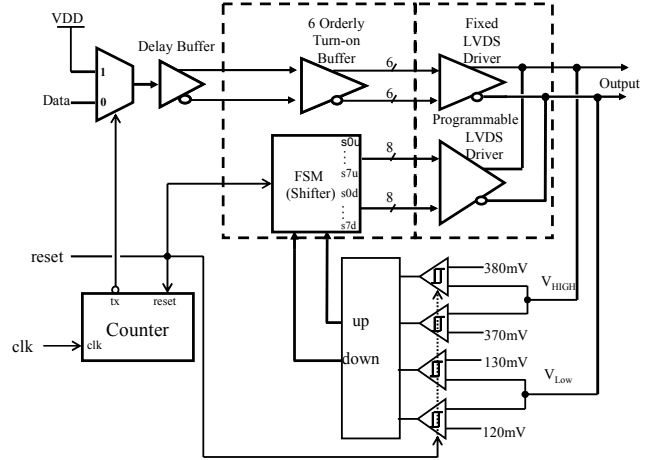 VDD
1
0
Data
Delay Buffer
6 Orderly
Turn-on
Buffer
6
6
Fixed
LVDS
Driver
Output
Programmable
LVDS
Driver
FSM
(Shifter)
s0u
s7u
s0d
s7d
8
8
reset
tx
reset
Counter
clk
clk
up
down
380mV
370mV
130mV
120mV
VHIGH
VLow